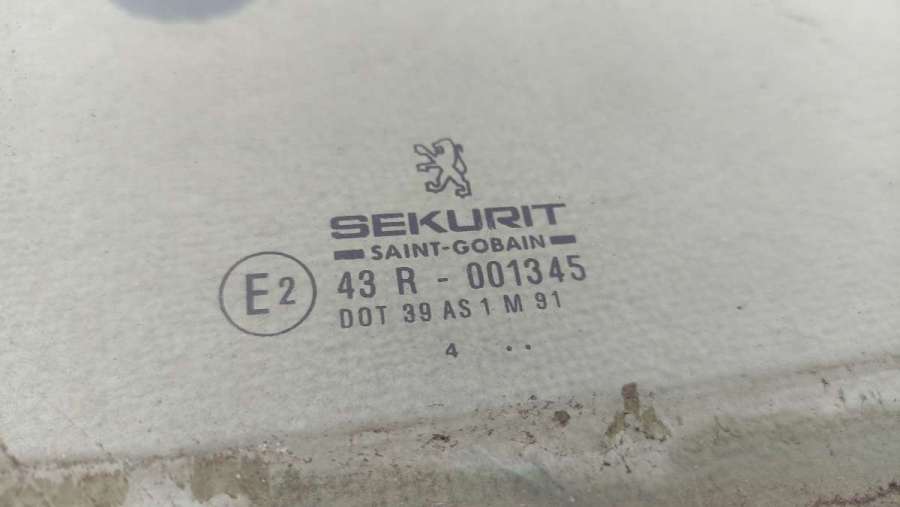 SEKURIT
SAINT-GOBAIN
E2 43 R - 001345
DOT 39 AS 1 M 91
4 ..